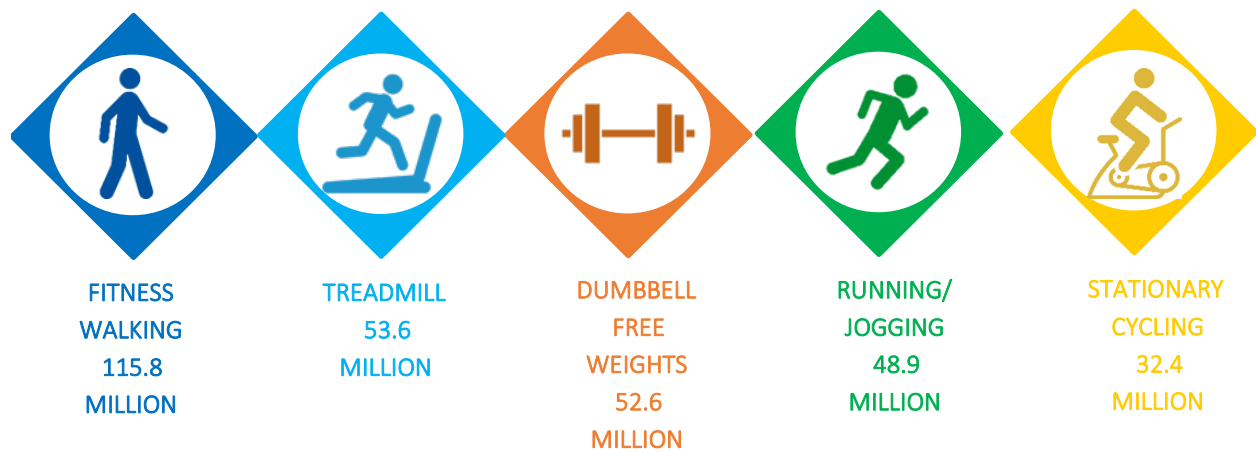 FITNESS
WALKING
115.8
MILLION
TREADMILL
53.6
MILLION
DUMBBELL
FREE
WEIGHTS
52.6
MILLION
RUNNING/
JOGGING
48.9
MILLION
STATIONARY
CYCLING
32.4
MILLION